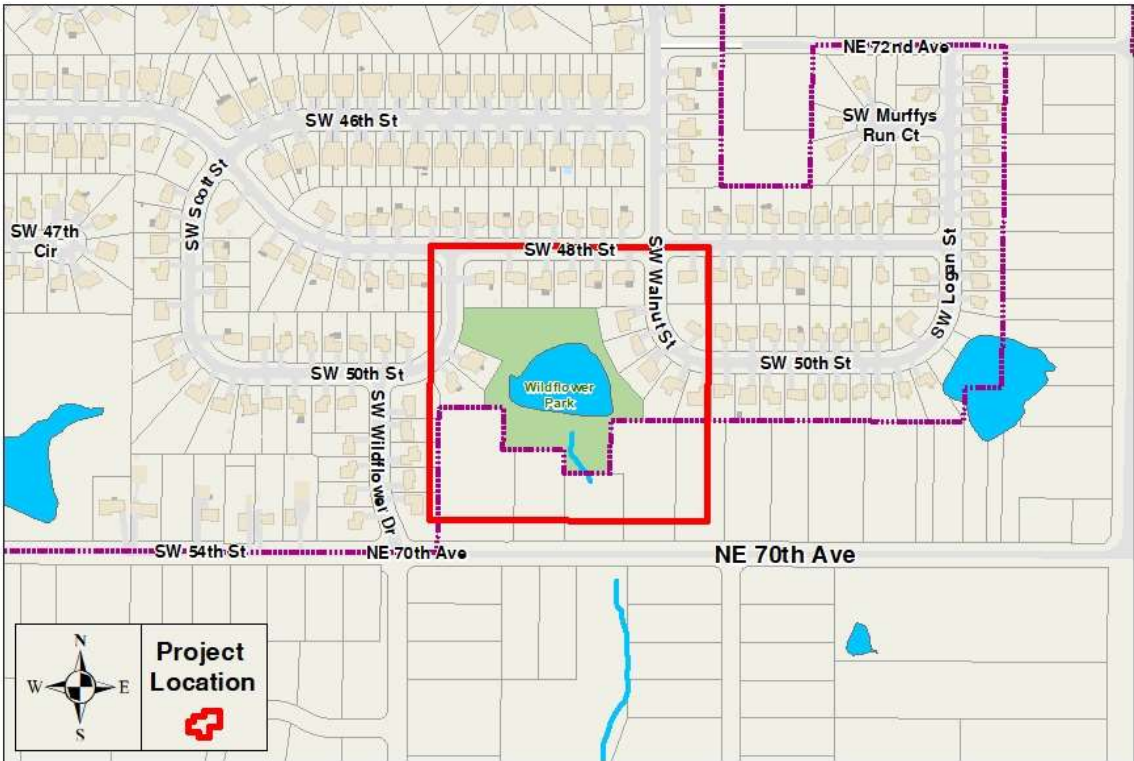 NE 72nd Ave
SW 46th St
SW Murffys
Run Ct
SW Scott St
SW 47th
Cir
SW 48th St
SW Walnut St
SW Logan St
SW 50th St
SW 50th St
Wildflower
Park
SW Wildflower Dr
SW 54th St
NE 70th Ave
NE 70th Ave
N
W
E
S
Project
Location